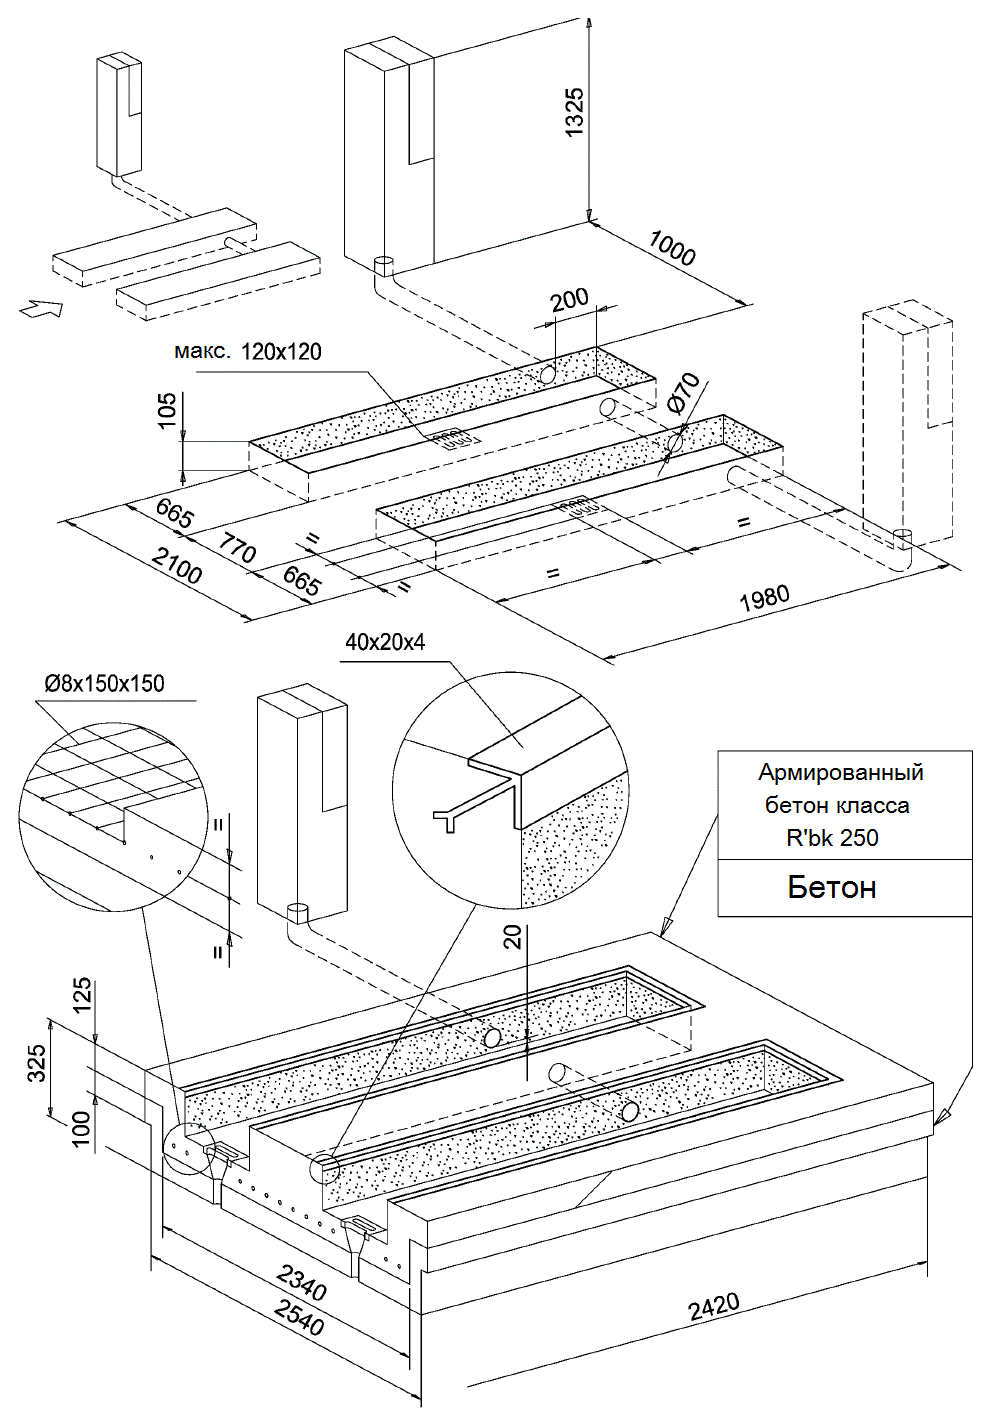 1325
1000
200
макс. 120x120
105
Ø70
665
770
665
2100
=
=
=
=
1980
40x20x4
Ø8x150x150
=
=
Армированный
бетон класса
R'bk 250
Бетон
20
125
325
100
2340
2540
2420